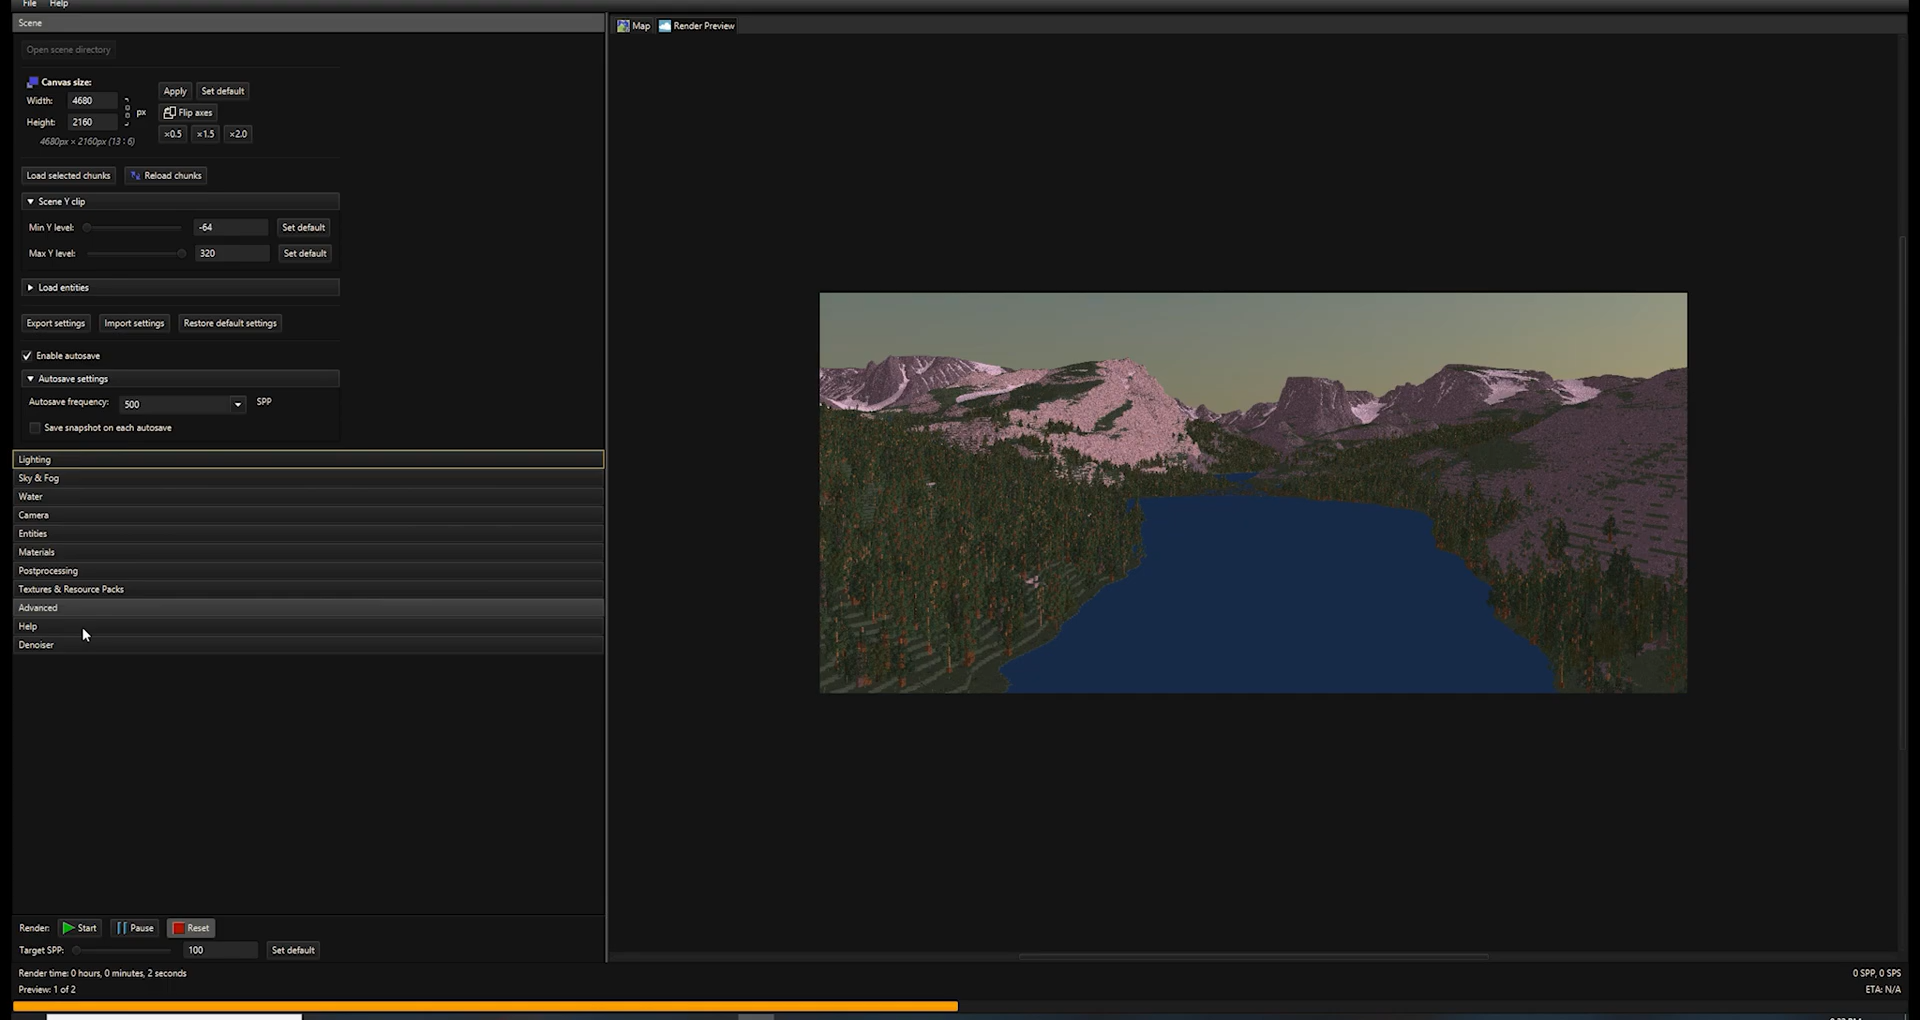 File Help
Scene
Map Render Preview
Open scene directory
Canvas size:
Width: 4680
Height: 2160
px
Apply Set default
Flip axes
×0.5 ×1.5 ×2.0
4680px × 2160px (13 : 6)
Load selected chunks Reload chunks
Scene Y clip
Min Y level: -64 Set default
Max Y level: 320 Set default
Load entities
Export settings Import settings Restore default settings
Enable autosave
Autosave settings
Autosave frequency: 500 SPP
Save snapshot on each autosave
Lighting
Sky & Fog
Water
Camera
Entities
Materials
Postprocessing
Textures & Resource Packs
Advanced
Help
Denoiser
Render: Start Pause Reset
Target SPP: 100 Set default
Render time: 0 hours, 0 minutes, 2 seconds 0 SPP, 0 SPS
Preview: 1 of 2 ETA: N/A